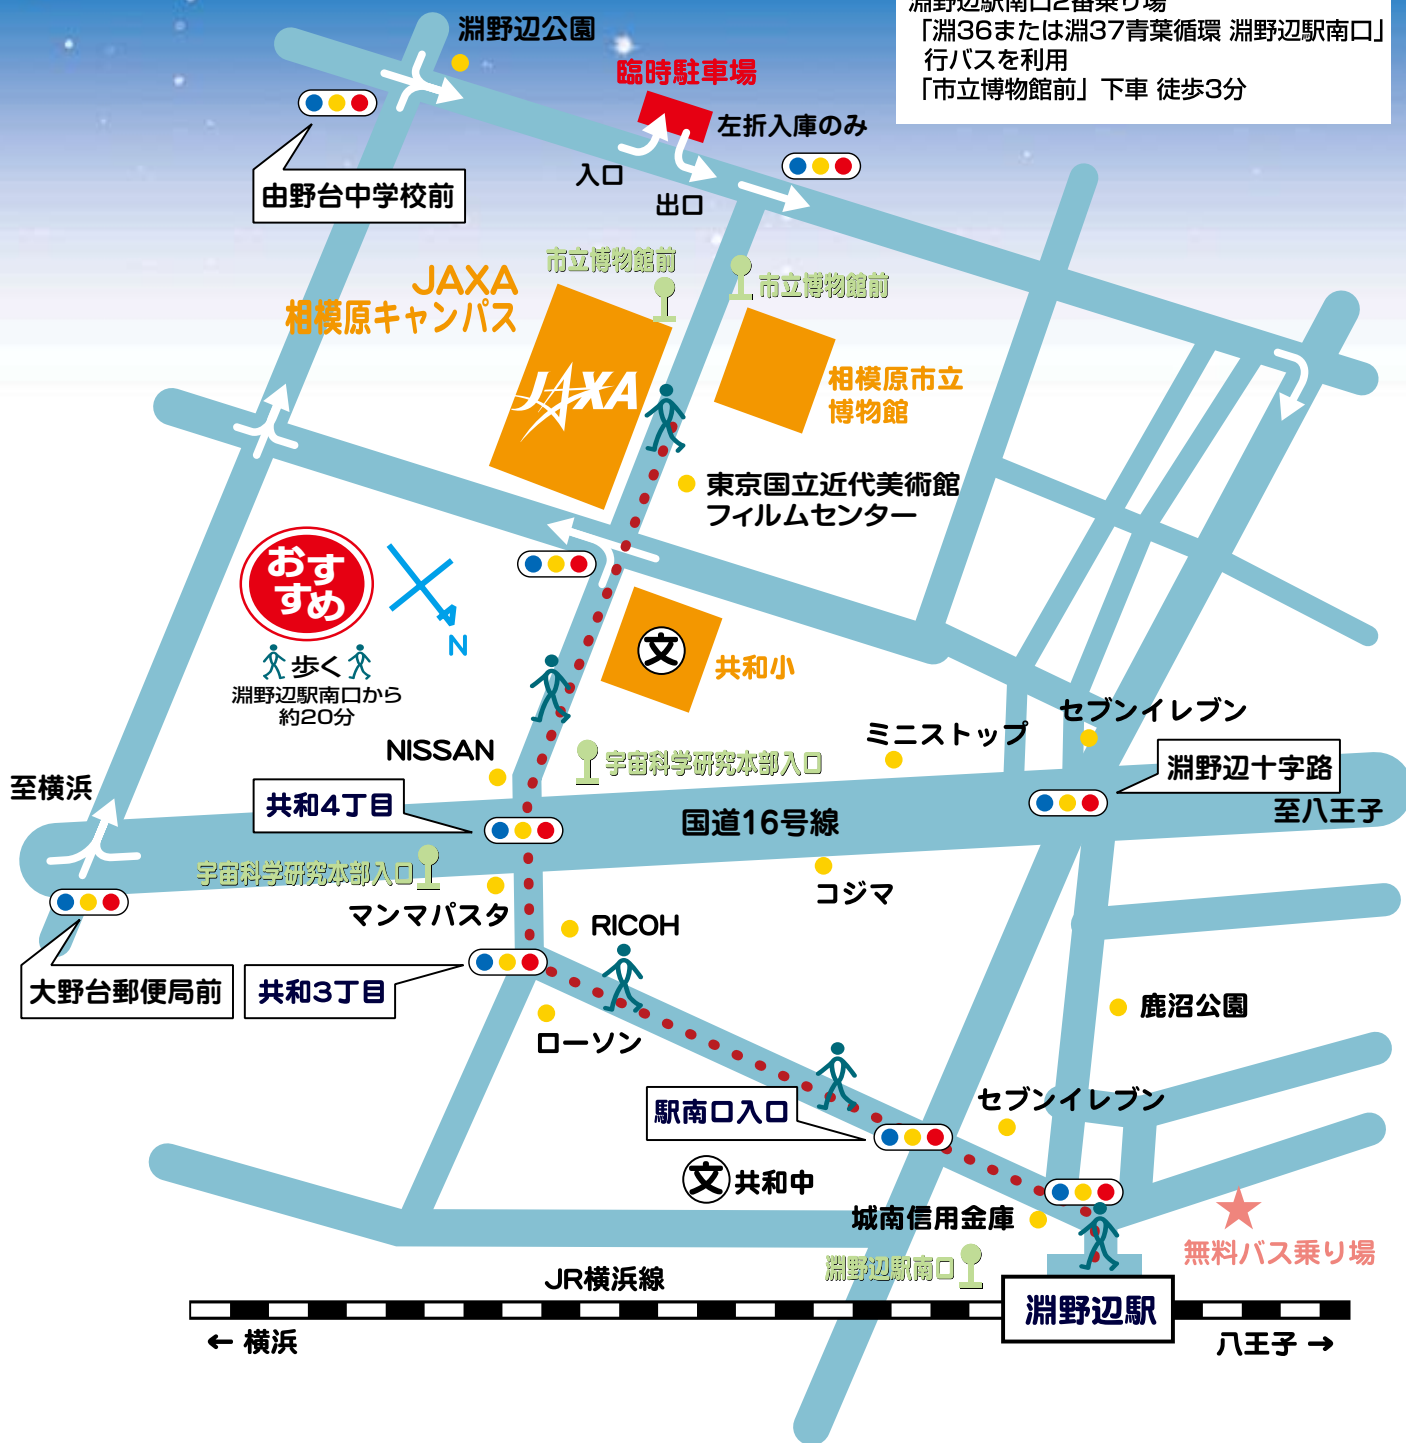 淵野辺駅南口2番乗り場
「淵36または淵37青葉循環 淵野辺駅南口」
行バスを利用
「市立博物館前」下車 徒歩3分
淵野辺公園
臨時駐車場
左折入庫のみ
入口
出口
由野台中学校前
市立博物館前
市立博物館前
JAXA
相模原キャンパス
JAXA
相模原市立
博物館
東京国立近代美術館
フィルムセンター
おす
すめ
N
歩く
淵野辺駅南口から
約20分
文
共和小
セブンイレブン
ミニストップ
NISSAN
宇宙科学研究本部入口
淵野辺十字路
至横浜
共和4丁目
国道16号線
至八王子
宇宙科学研究本部入口
コジマ
マンマパスタ
RICOH
大野台郵便局前
共和3丁目
鹿沼公園
ローソン
セブンイレブン
駅南口入口
文
共和中
城南信用金庫
無料バス乗り場
淵野辺駅南口
JR横浜線
淵野辺駅
← 横浜
八王子 →